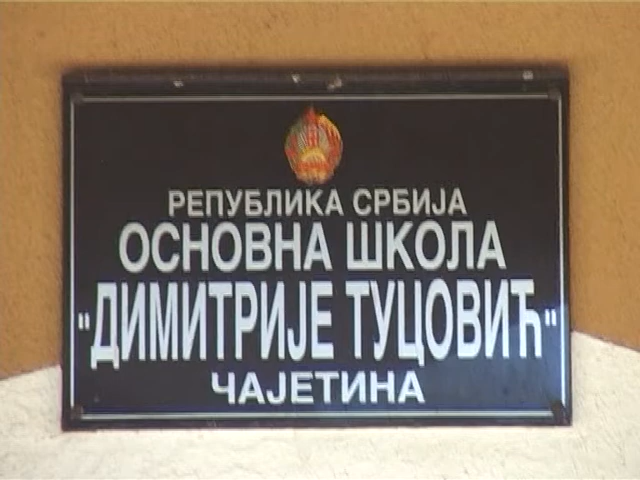 РЕПУБЛИКА СРБИЈА
ОСНОВНА ШКОЛА
"ДИМИТРИЈЕ ТУЦОВИЋ"
ЧАЈЕТИНА